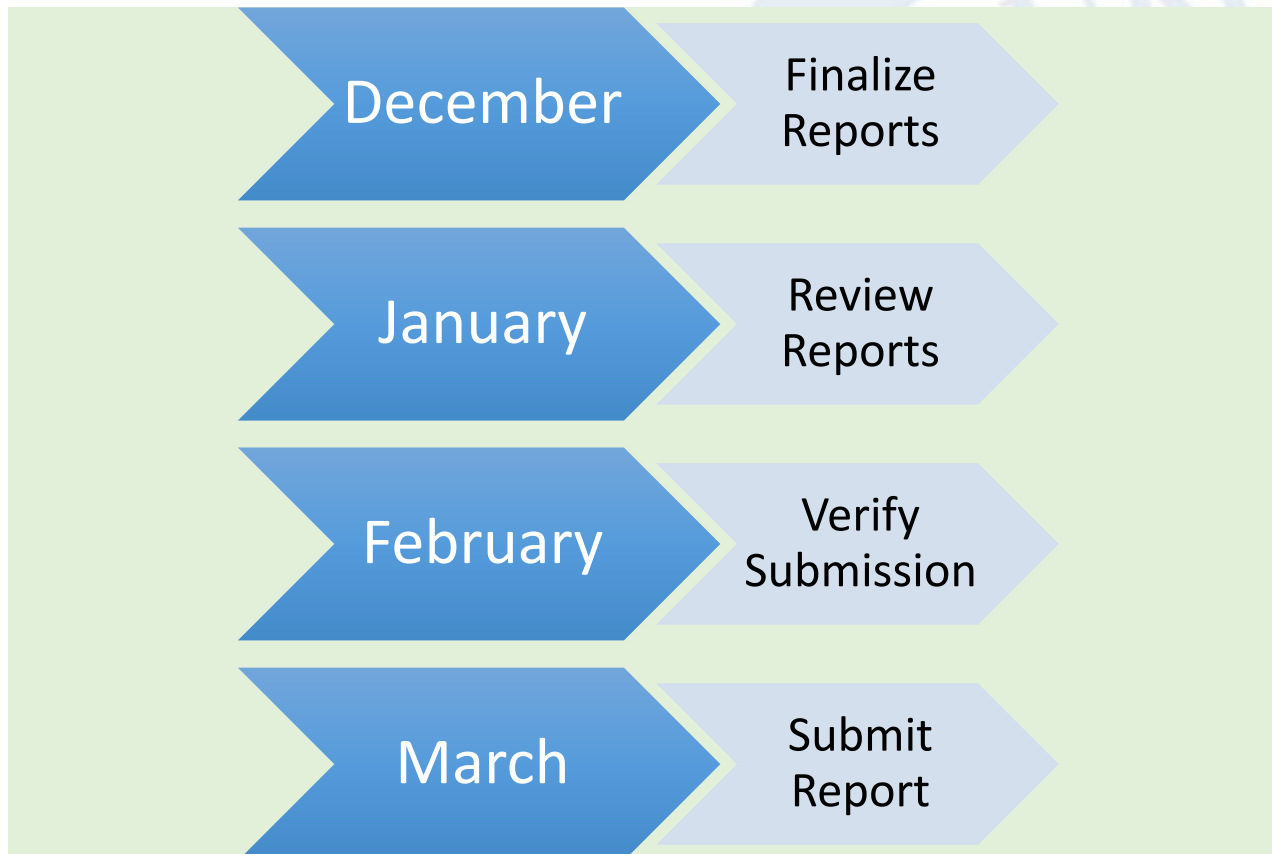 December
Finalize
Reports
January
Review
Reports
February
Verify
Submission
March
Submit
Report